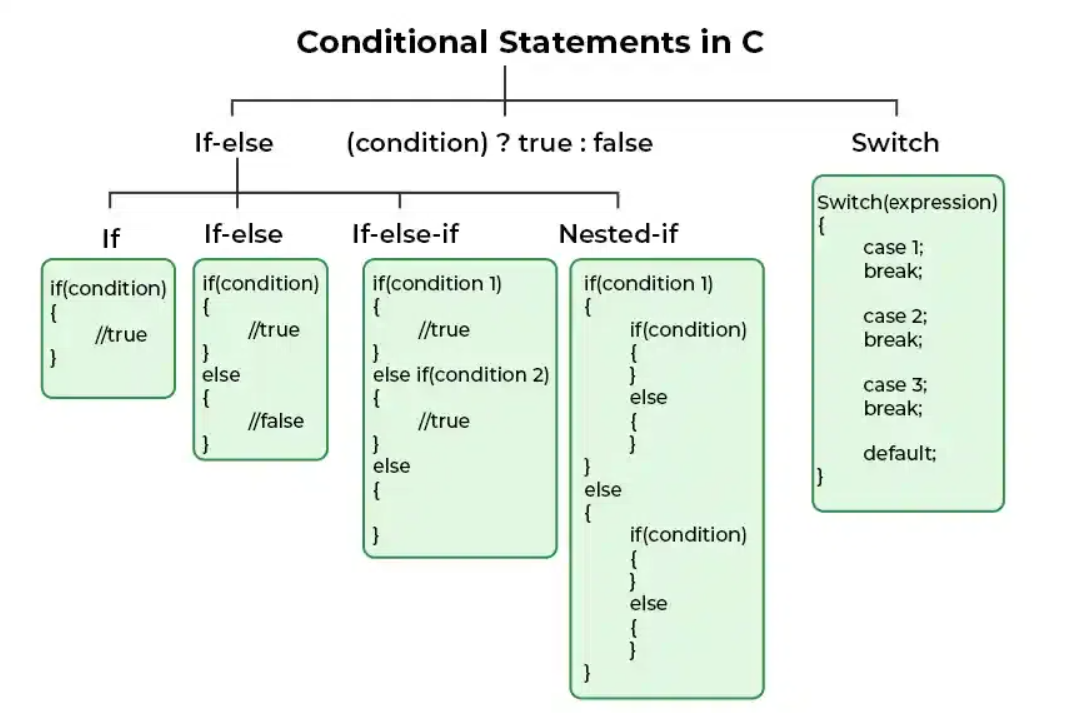 Conditional Statements in C
If-else
(condition) ? true : false
Switch
If
if(condition)
{
//true
}
If-else
if(condition)
{
//true
}
else
{
//false
}
If-else-if
if(condition 1)
{
//true
}
else if(condition 2)
{
//true
}
else
{
}
Nested-if
if(condition 1)
{
if(condition)
{
}
else
{
}
}
else
{
if(condition)
{
}
else
{
}
}
Switch(expression)
{
case 1;
break;
case 2;
break;
case 3;
break;
default;
}